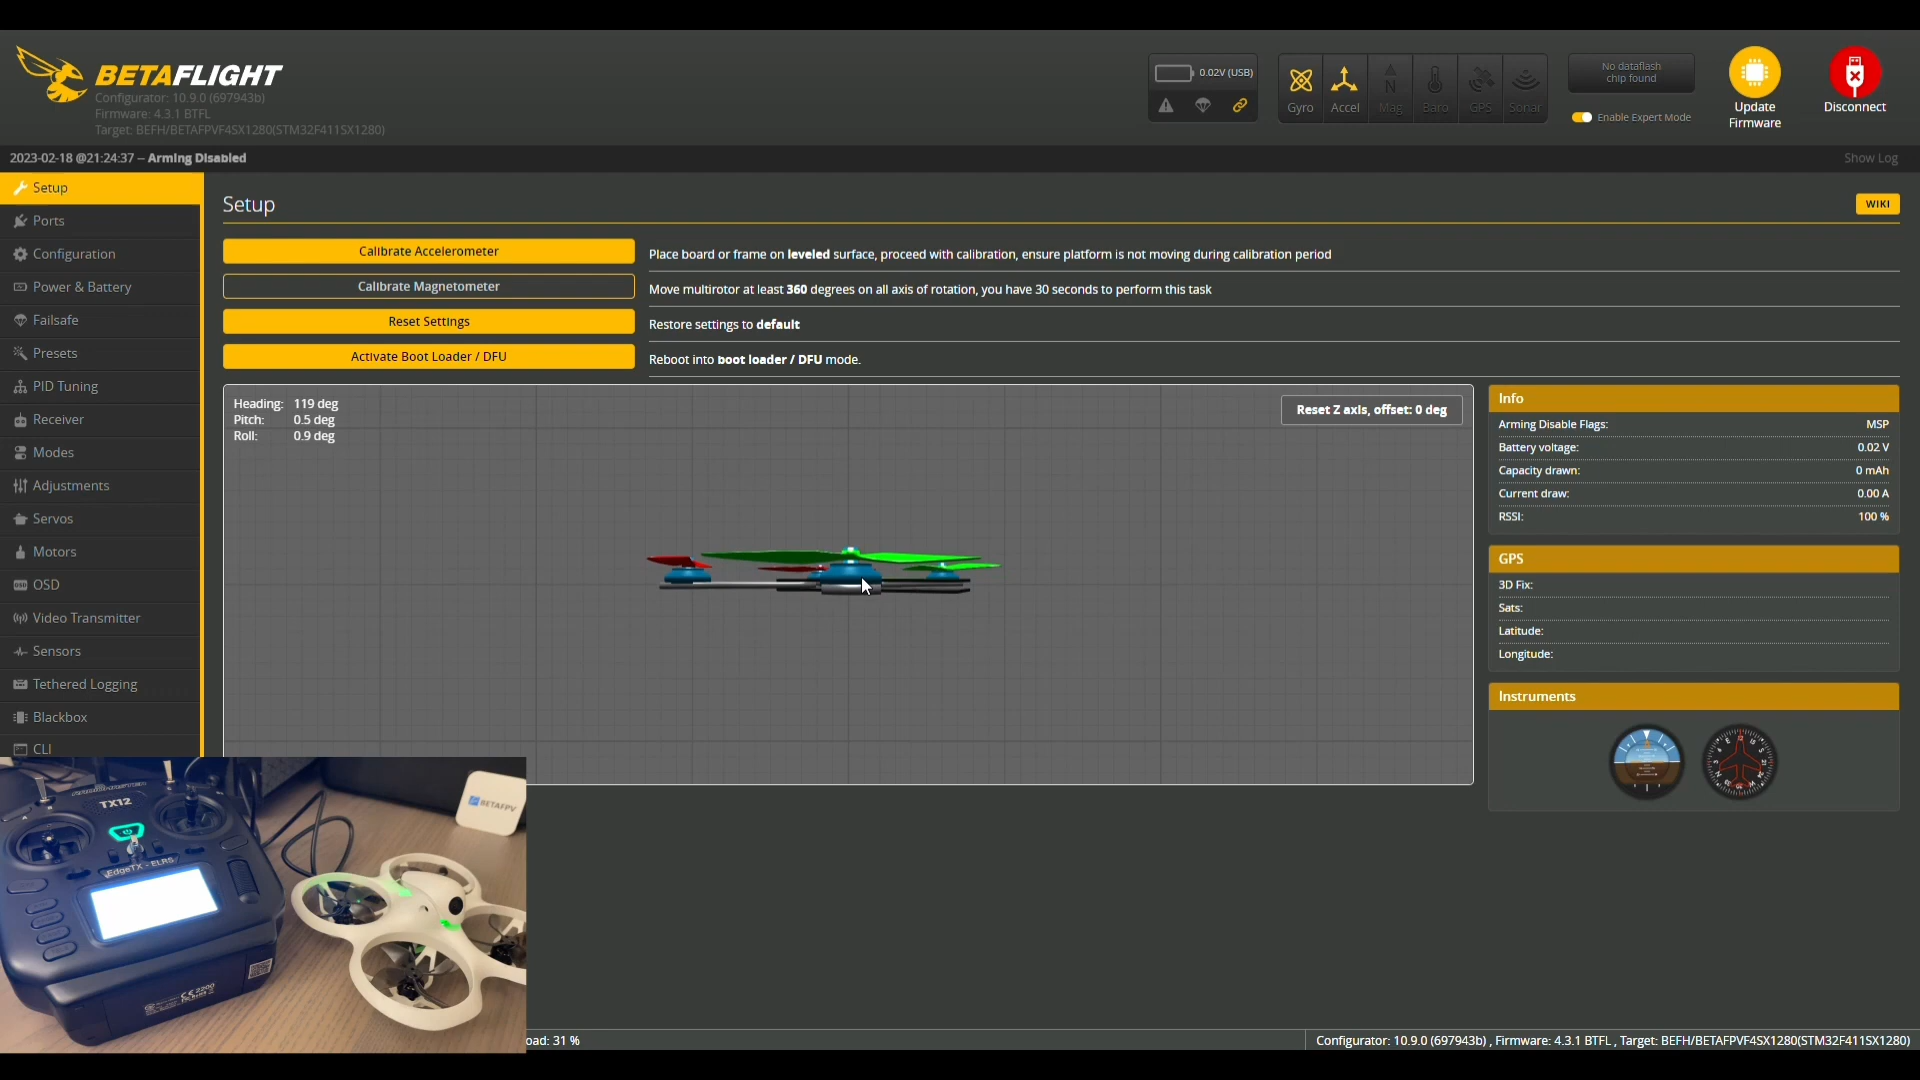 BETAFLIGHT
Configurator: 10.9.0 (697943b)
Firmware: 4.3.1 BTFL
Target: BEFH/BETAFPVF4SX1280(STM32F411SX1280)
0.02V (USB)
Gyro
Accel
Mag
Baro
GPS
Sonar
No dataflash
chip found
Enable Expert Mode
Update
Firmware
Disconnect
2023-02-18 @21:24:37 -- Arming Disabled
Show Log
Setup
Ports
Configuration
Power & Battery
Failsafe
Presets
PID Tuning
Receiver
Modes
Adjustments
Servos
Motors
OSD
Video Transmitter
Sensors
Tethered Logging
Blackbox
CLI
Setup
WIKI
Calibrate Accelerometer
Place board or frame on leveled surface, proceed with calibration, ensure platform is not moving during calibration period
Calibrate Magnetometer
Move multirotor at least 360 degrees on all axis of rotation, you have 30 seconds to perform this task
Reset Settings
Restore settings to default
Activate Boot Loader / DFU
Reboot into boot loader / DFU mode.
Heading: 119 deg
Pitch: 0.5 deg
Roll: 0.9 deg
Reset Z axis, offset: 0 deg
Info
Arming Disable Flags: MSP
Battery voltage: 0.02 V
Capacity drawn: 0 mAh
Current draw: 0.00 A
RSSI: 100 %
GPS
3D Fix:
Sats:
Latitude:
Longitude:
Instruments
TX12
EdgeTX - ELRS
BETAFPV
oad: 31 %
Configurator: 10.9.0 (697943b) , Firmware: 4.3.1 BTFL , Target: BEFH/BETAFPVF4SX1280(STM32F411SX1280)